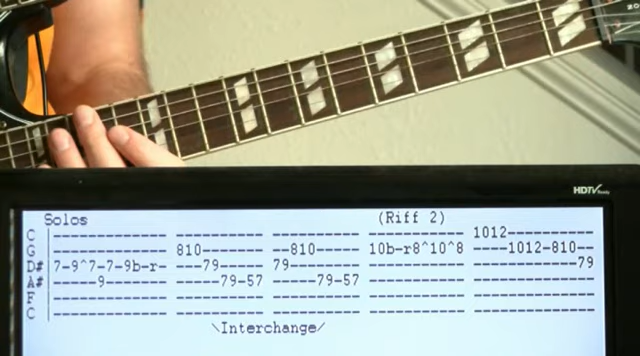 HDTV Ready
Solos (Riff 2)
C |------------------ -------------- -------------- ---------------- 1012----------
G |------------------ 810----------- --810-------- 10b-r8^10^8 ----1012-810--
D# 7-9^7-7-9b-r- ----79-------- 79------------ ---------------- ------------79
A# |-----9------------ -------79-57 ------79-57 ---------------- --------------
F |------------------ -------------- -------------- ---------------- --------------
C |------------------ -------------- -------------- ---------------- --------------
\Interchange/